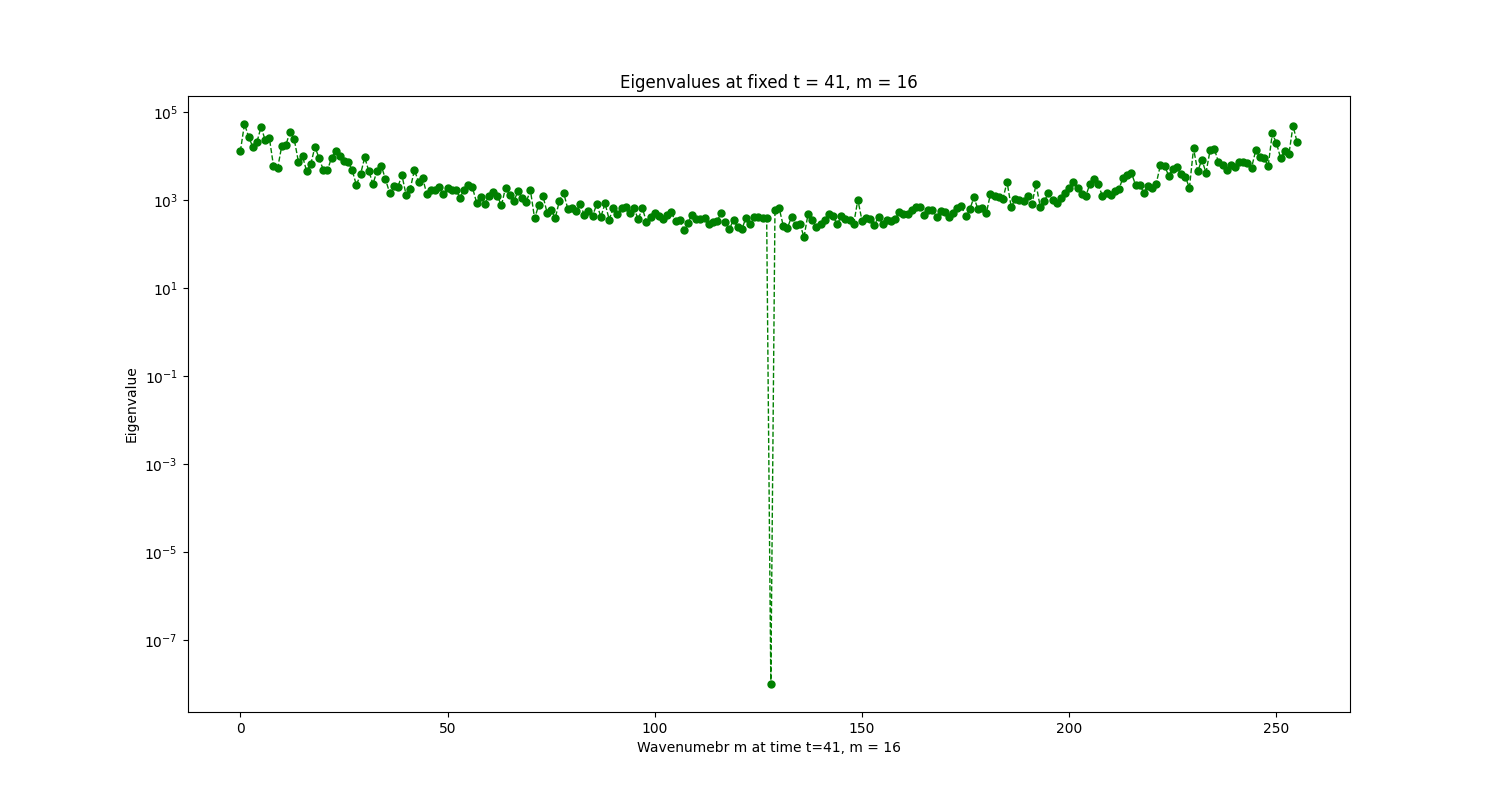 Eigenvalues at fixed t = 41, m = 16
10^5
10^3
10^1
10^−1
10^−3
10^−5
10^−7
Eigenvalue
0 50 100 150 200 250
Wavenumebr m at time t=41, m = 16